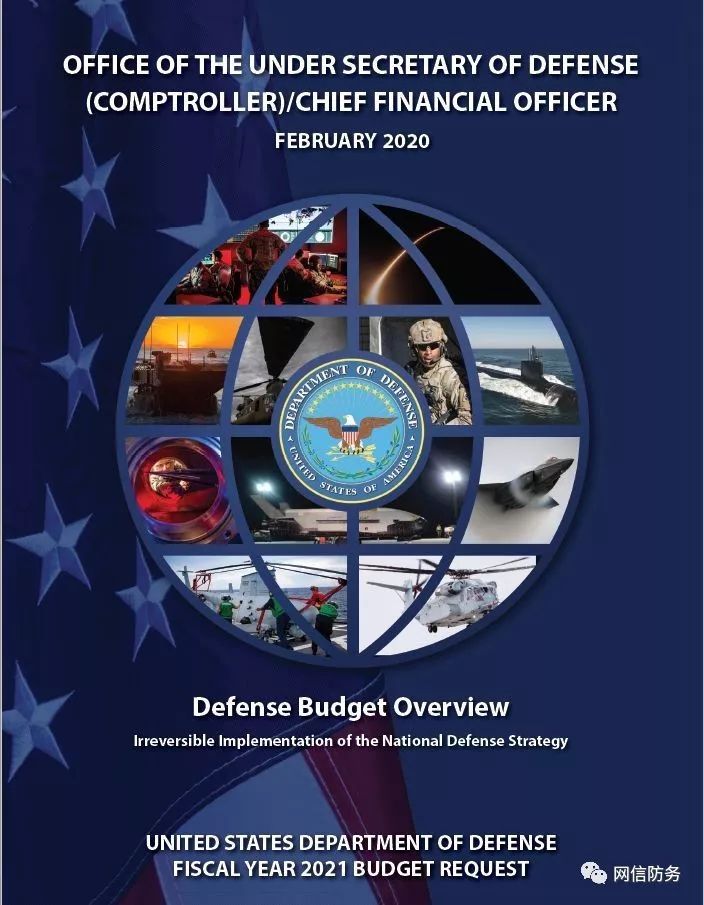 OFFICE OF THE UNDER SECRETARY OF DEFENSE
(COMPTROLLER)/CHIEF FINANCIAL OFFICER
FEBRUARY 2020
DEPARTMENT OF DEFENSE
UNITED STATES OF AMERICA
Defense Budget Overview
Irreversible Implementation of the National Defense Strategy
UNITED STATES DEPARTMENT OF DEFENSE
FISCAL YEAR 2021 BUDGET REQUEST
网信防务